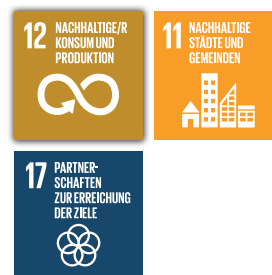 12 NACHHALTIGE/R
KONSUM UND
PRODUKTION
11 NACHHALTIGE
STÄDTE UND
GEMEINDEN
17 PARTNER-
SCHAFTEN
ZUR ERREICHUNG
DER ZIELE